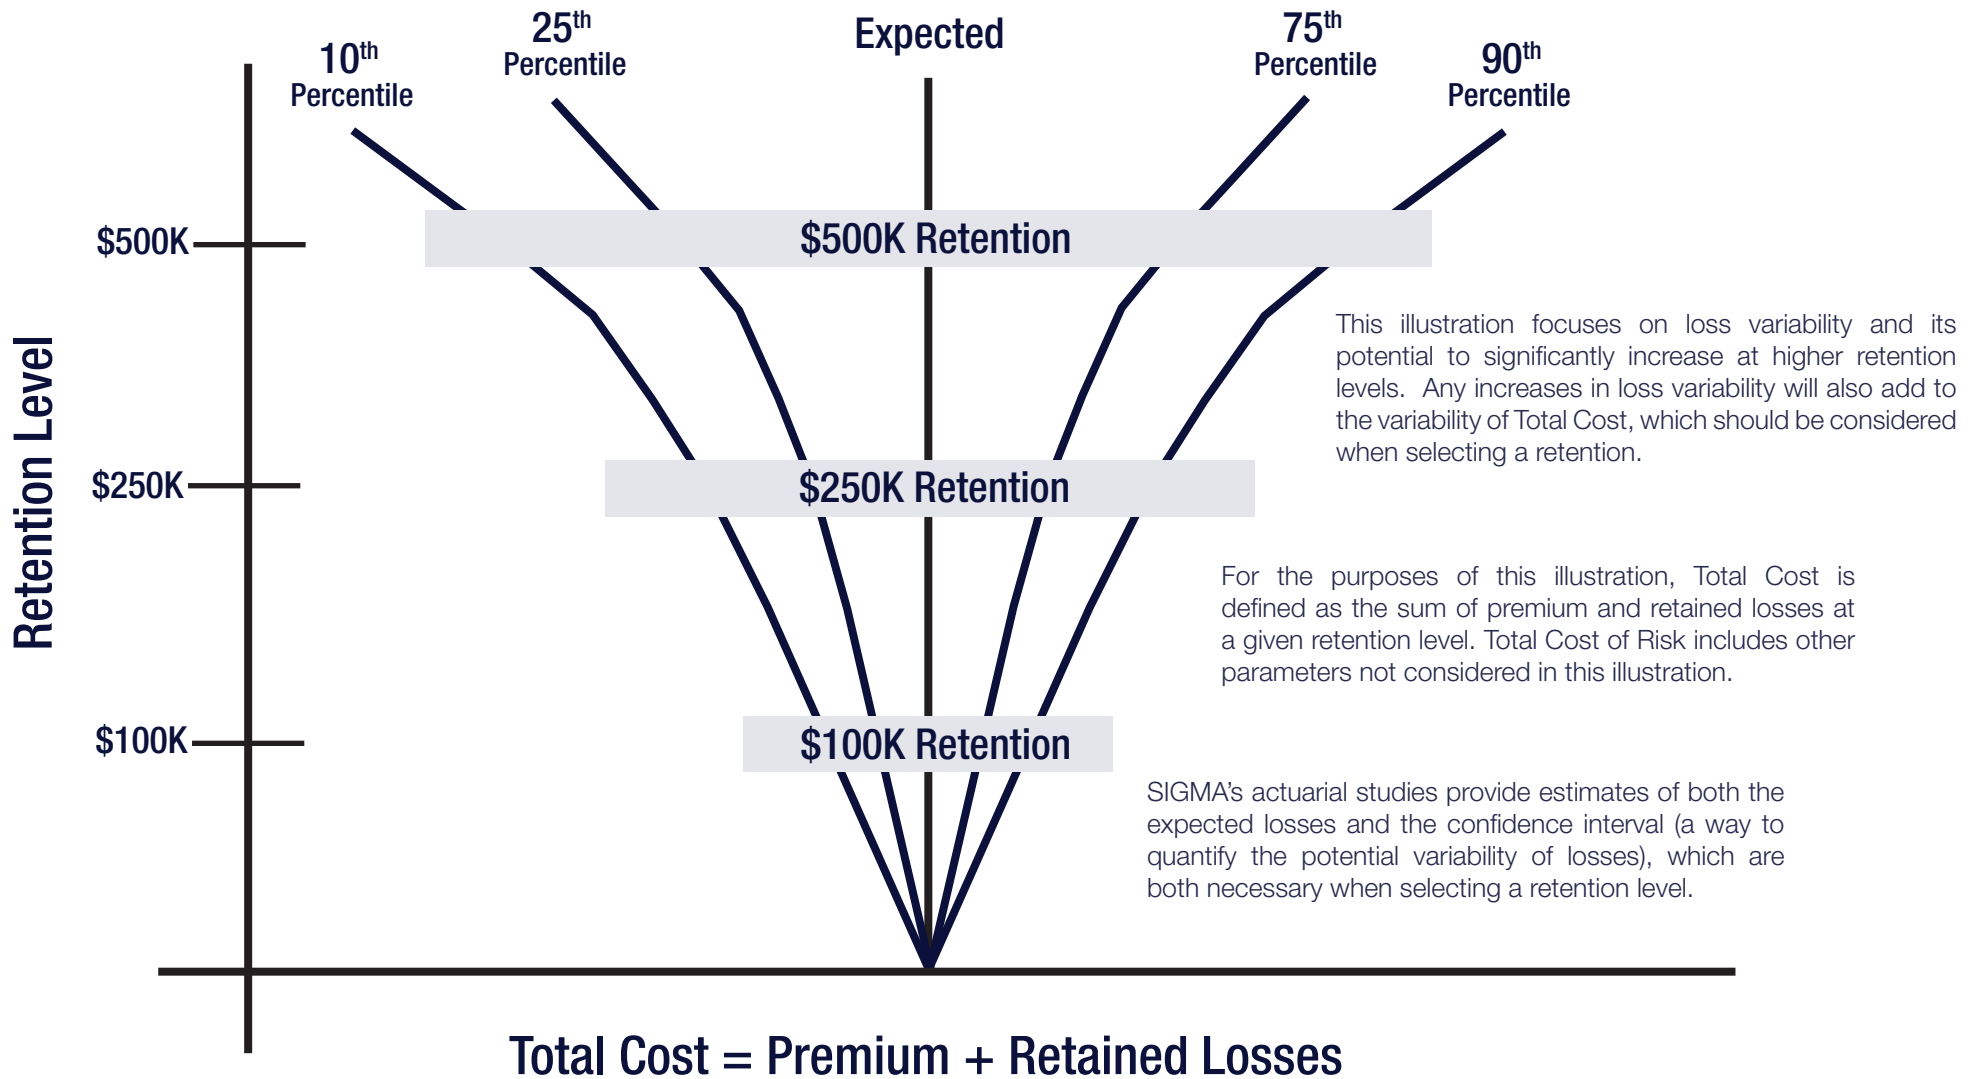 10th
Percentile
25th
Percentile
Expected
75th
Percentile
90th
Percentile
Retention Level
$500K
$500K Retention
This illustration focuses on loss variability and its
potential to significantly increase at higher retention
levels.  Any increases in loss variability will also add to
the variability of Total Cost, which should be considered
when selecting a retention.
$250K
$250K Retention
For the purposes of this illustration, Total Cost is
defined as the sum of premium and retained losses at
a given retention level. Total Cost of Risk includes other
parameters not considered in this illustration.
$100K
$100K Retention
SIGMA’s actuarial studies provide estimates of both the
expected losses and the confidence interval (a way to
quantify the potential variability of losses), which are
both necessary when selecting a retention level.
Total Cost = Premium + Retained Losses